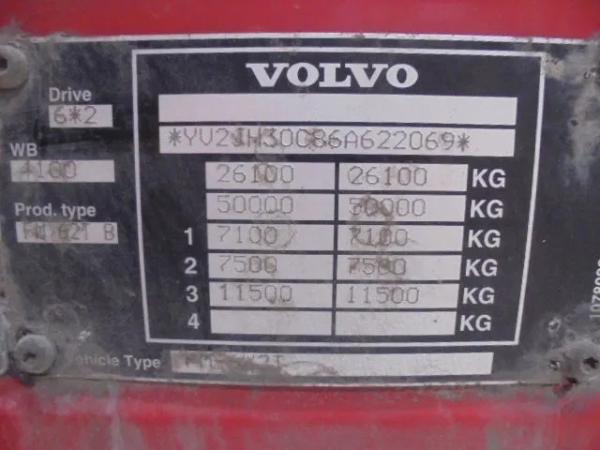 VOLVO
Drive
6*2
*YV2JH30C86A622069*
WB
4100
26100 26100 KG
50000 50000 KG
Prod. type
1 7100 7100 KG
2 7500 7500 KG
3 11500 11500 KG
4 KG
Vehicle Type